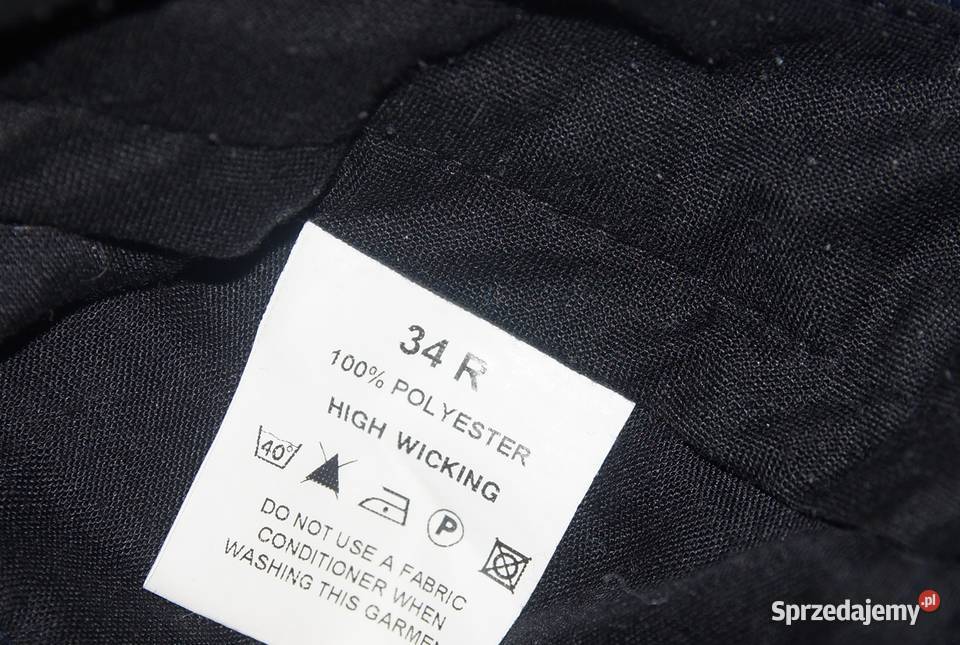 34 R
100% POLYESTER
HIGH WICKING
40°
P
DO NOT USE A FABRIC
CONDITIONER WHEN
WASHING THIS GARMEN
Sprzedajemy.pl